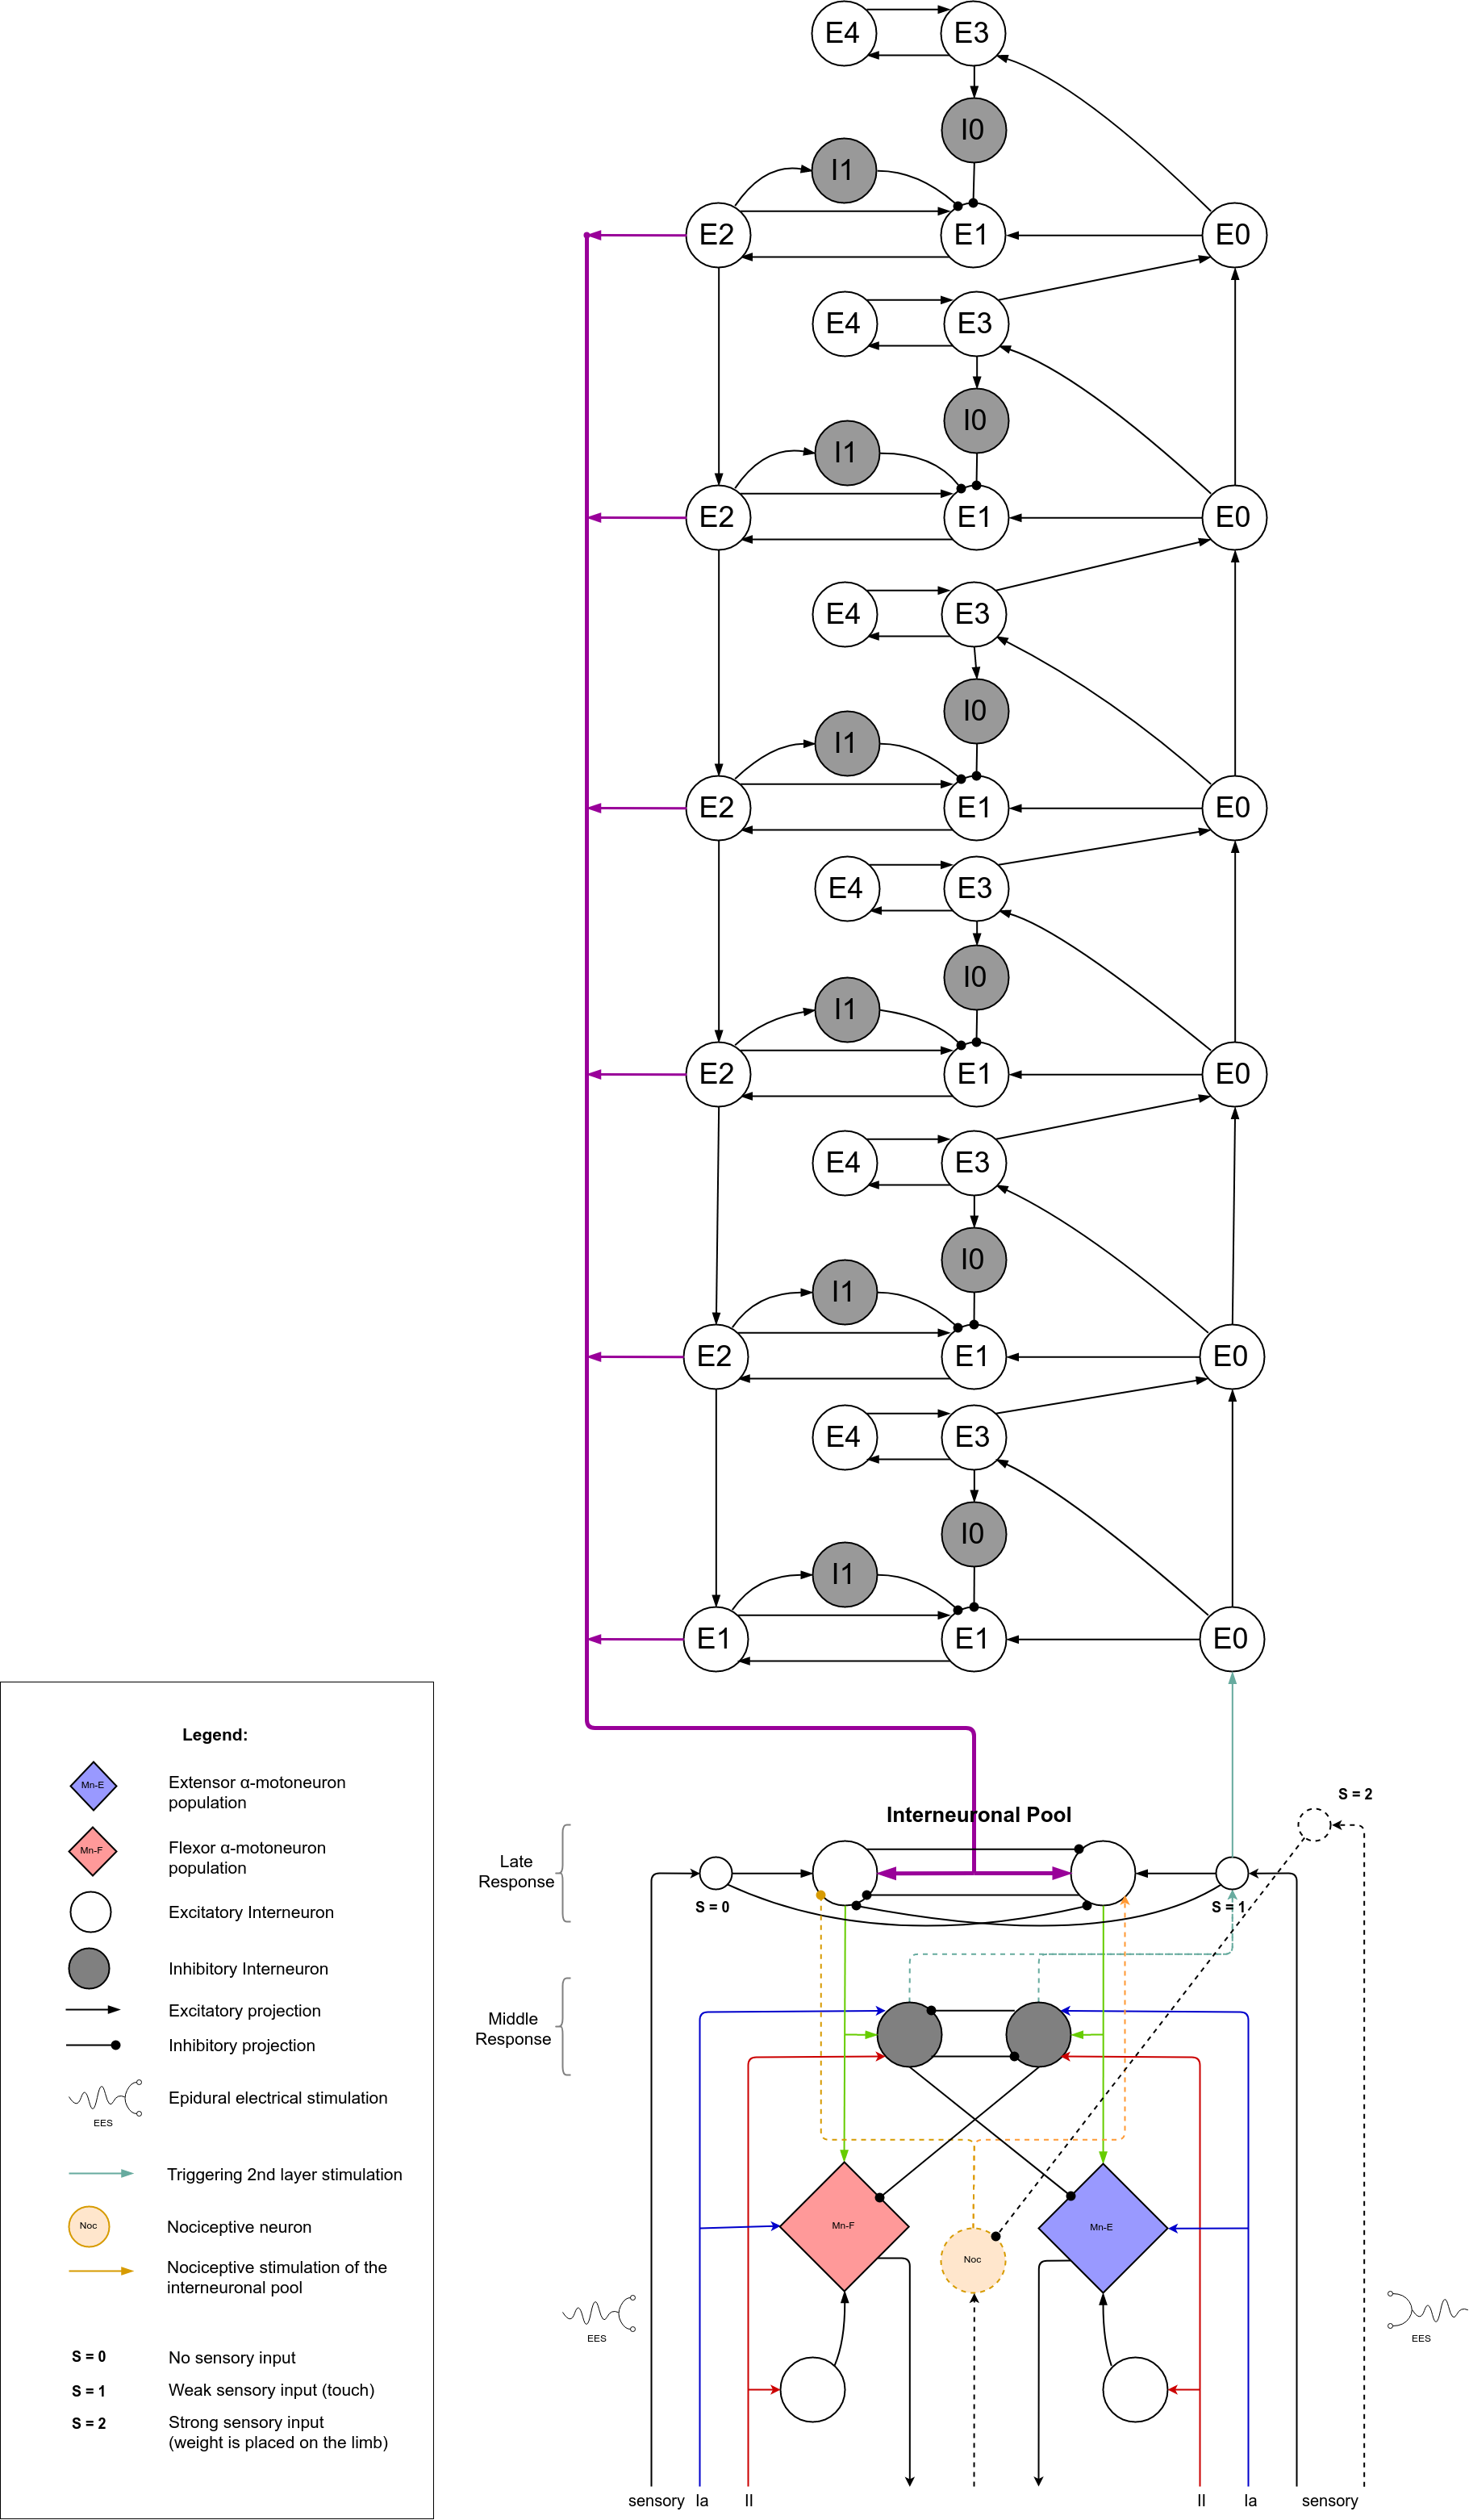 E4 E3
I0
I1
E2 E1 E0
E4 E3
I0
I1
E2 E1 E0
E4 E3
I0
I1
E2 E1 E0
E4 E3
I0
I1
E2 E1 E0
E4 E3
I0
I1
E2 E1 E0
E4 E3
I0
I1
E1 E1 E0
Legend:
Mn-E
Extensor α-motoneuron
population
Mn-F
Flexor α-motoneuron
population
Excitatory Interneuron
Inhibitory Interneuron
Excitatory projection
Inhibitory projection
Epidural electrical stimulation
EES
Triggering 2nd layer stimulation
Noc
Nociceptive neuron
Nociceptive stimulation of the
interneuronal pool
S = 0
No sensory input
S = 1
Weak sensory input (touch)
S = 2
Strong sensory input
(weight is placed on the limb)
S = 2
Interneuronal Pool
Late
Response
S = 0
S = 1
Middle
Response
Mn-F
Noc
Mn-E
EES
EES
sensory Ia II
II Ia sensory